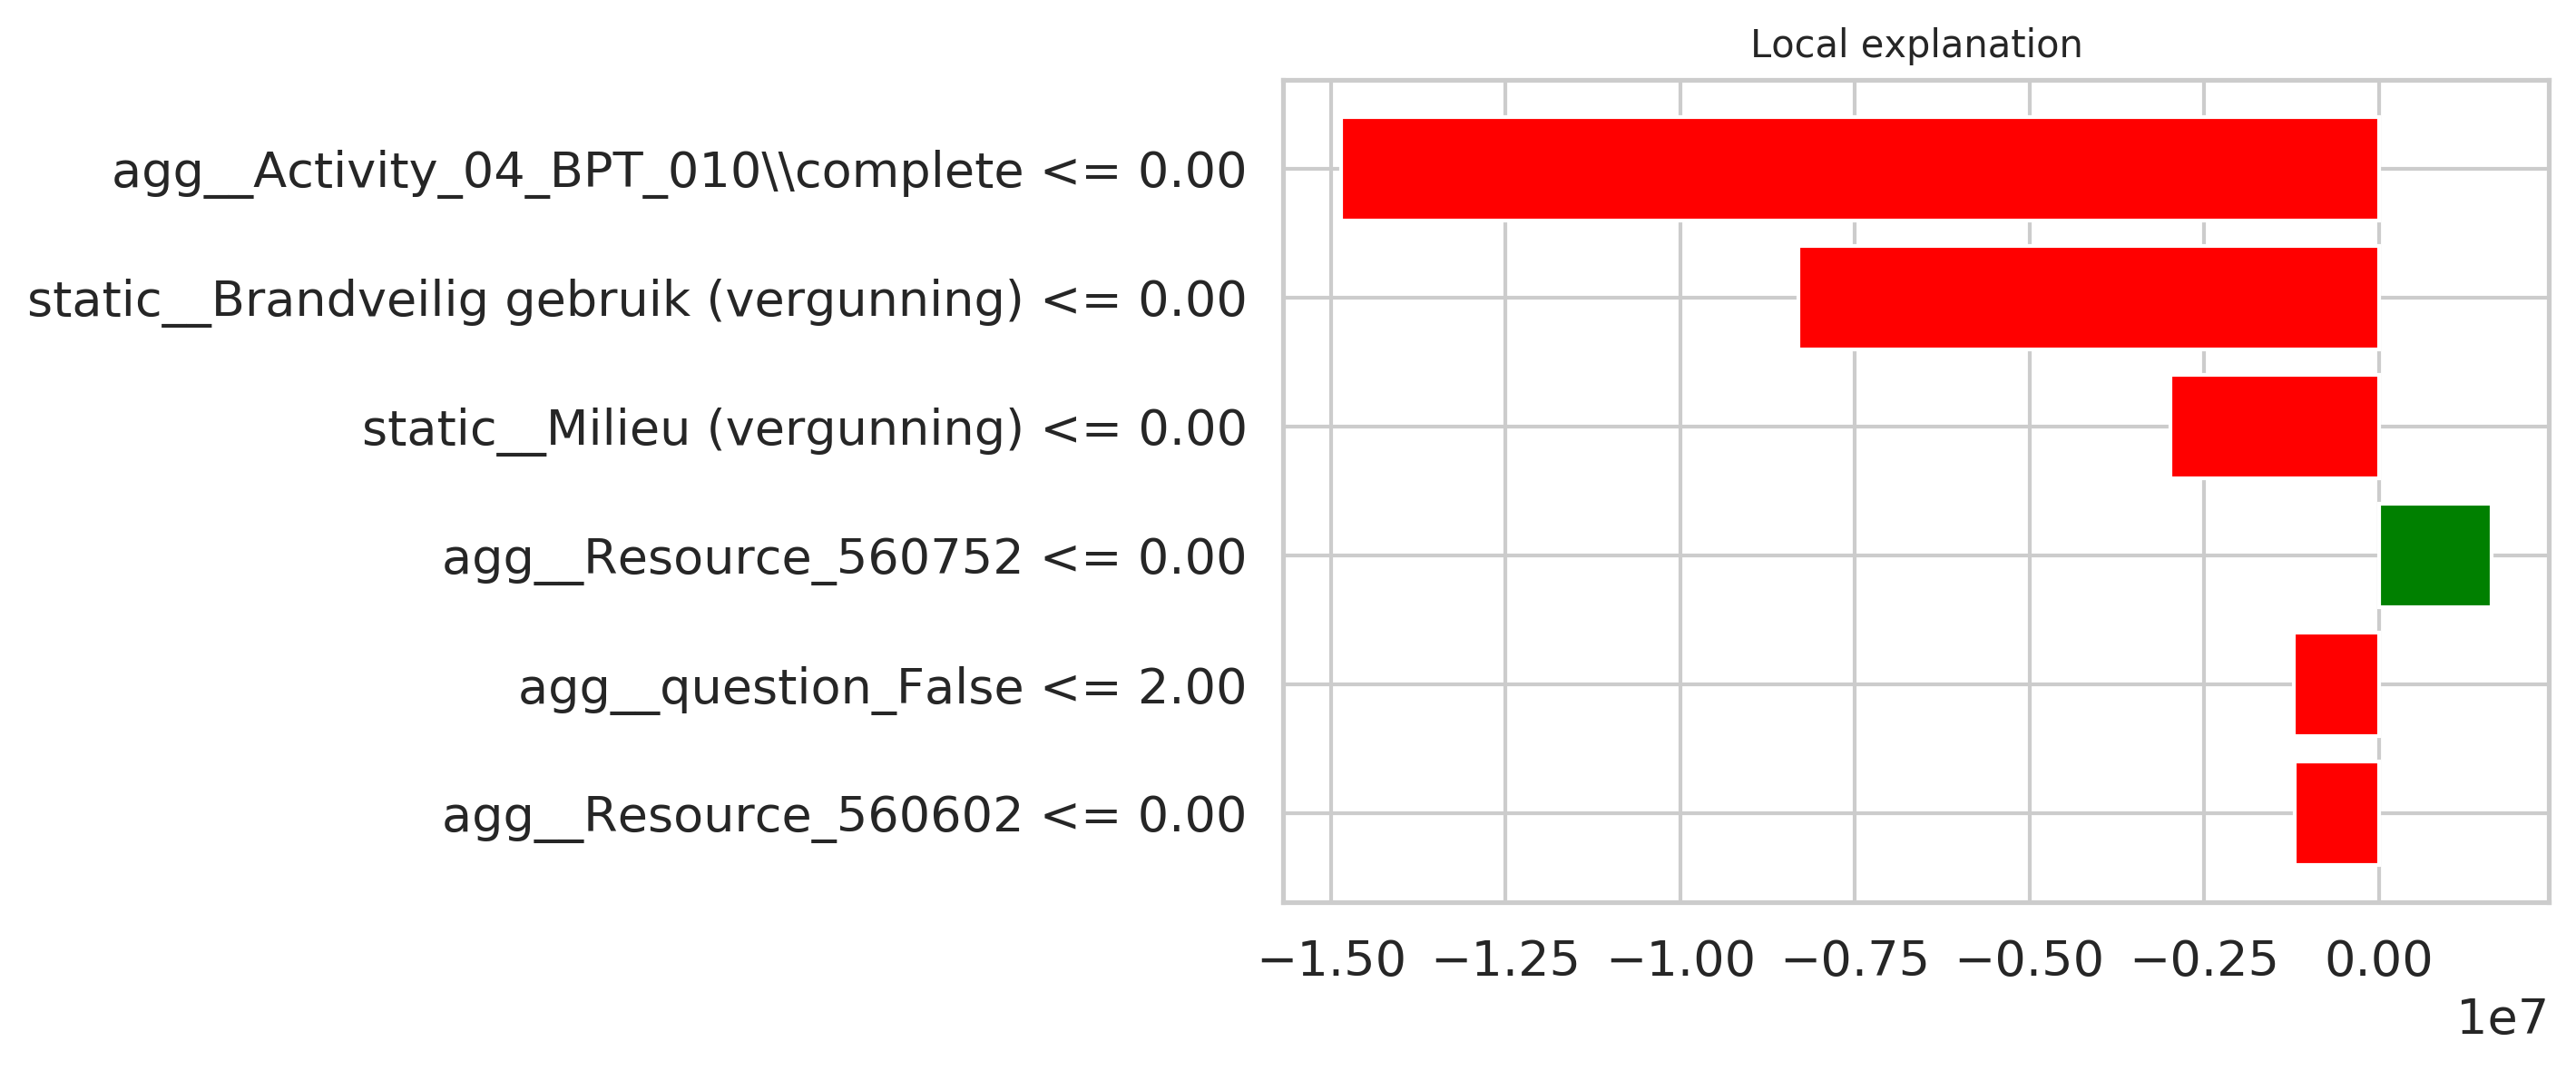 Local explanation
agg__Activity_04_BPT_010\\complete <= 0.00
static__Brandveilig gebruik (vergunning) <= 0.00
static__Milieu (vergunning) <= 0.00
agg__Resource_560752 <= 0.00
agg__question_False <= 2.00
agg__Resource_560602 <= 0.00
−1.50 −1.25 −1.00 −0.75 −0.50 −0.25 0.00
1e7